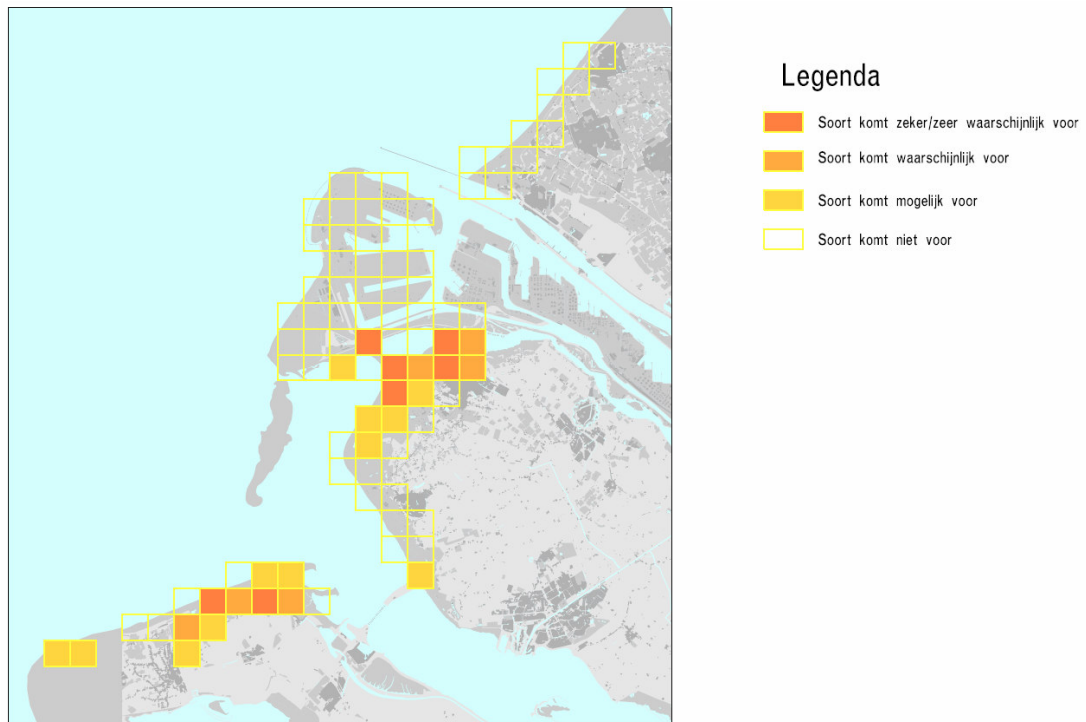 Legenda
Soort komt zeker/zeer waarschijnlijk voor
Soort komt waarschijnlijk voor
Soort komt mogelijk voor
Soort komt niet voor